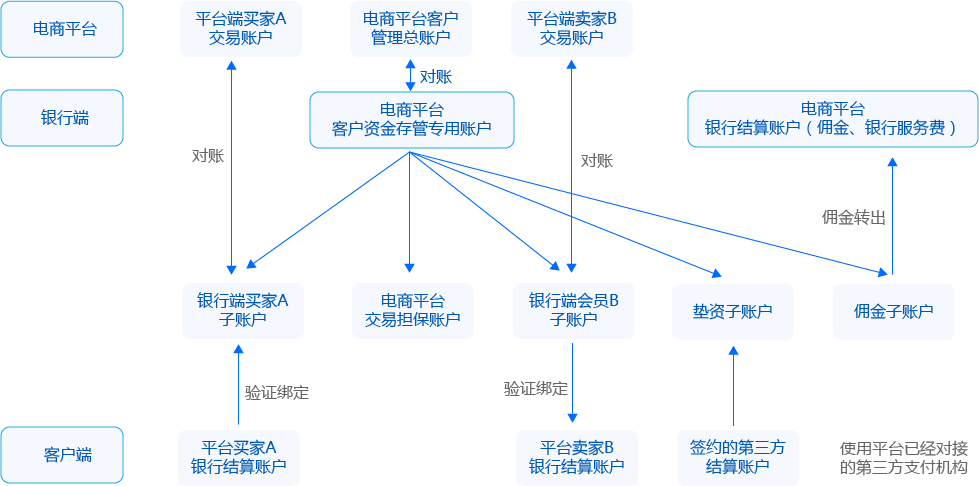 电商平台
平台端买家A
交易账户
电商平台客户
管理总账户
平台端卖家B
交易账户
对账
银行端
电商平台
客户资金存管专用账户
电商平台
银行结算账户（佣金、银行服务费）
对账
对账
佣金转出
银行端买家A
子账户
电商平台
交易担保账户
银行端会员B
子账户
垫资子账户
佣金子账户
验证绑定
验证绑定
客户端
平台买家A
银行结算账户
平台卖家B
银行结算账户
签约的第三方
结算账户
使用平台已经对接
的第三方支付机构